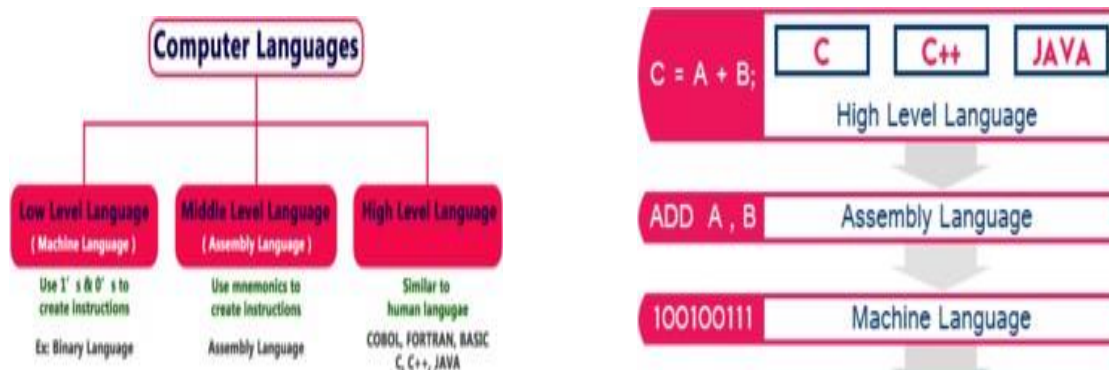 Computer Languages
Low Level Language
( Machine Language )
Use 1' s & 0' s to
create instructions
Ex: Binary Language
Middle Level Language
( Assembly Language )
Use mnemonics to
create instructions
Assembly Language
High Level Language
Similar to
human langugae
COBOL, FORTRAN, BASIC
C, C++, JAVA
C = A + B;
C
C++
JAVA
High Level Language
ADD A , B
Assembly Language
100100111
Machine Language